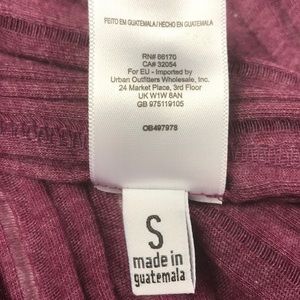 FEITO EM GUATEMALA / HECHO EN GUATEMALA
RN# 66170
CA# 32054
For EU - Imported by
Urban Outfitters Wholesale, Inc.
24 Market Place, 3rd Floor
UK W1W 8AN
GB 975119105
OB497978
S
made in
guatemala